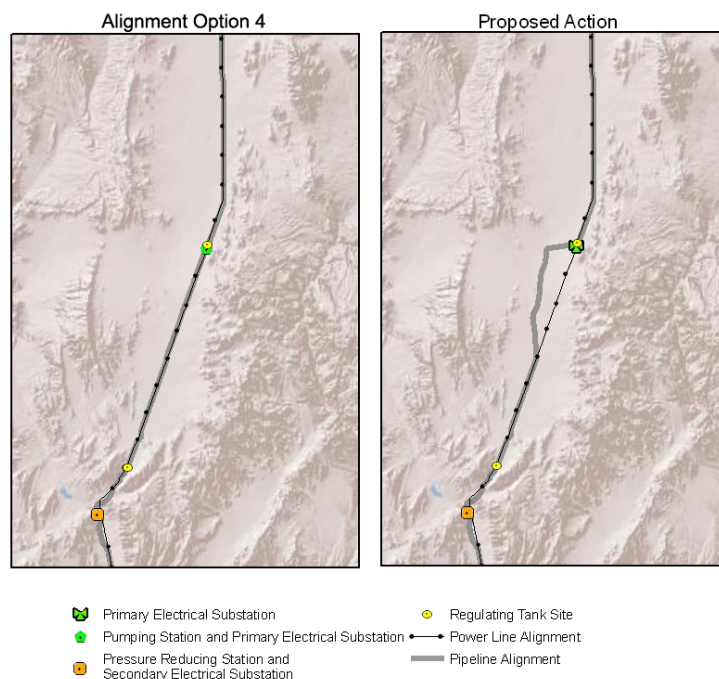 Alignment Option 4
Proposed Action
Primary Electrical Substation
Regulating Tank Site
Pumping Station and Primary Electrical Substation
Power Line Alignment
Pressure Reducing Station and
Secondary Electrical Substation
Pipeline Alignment